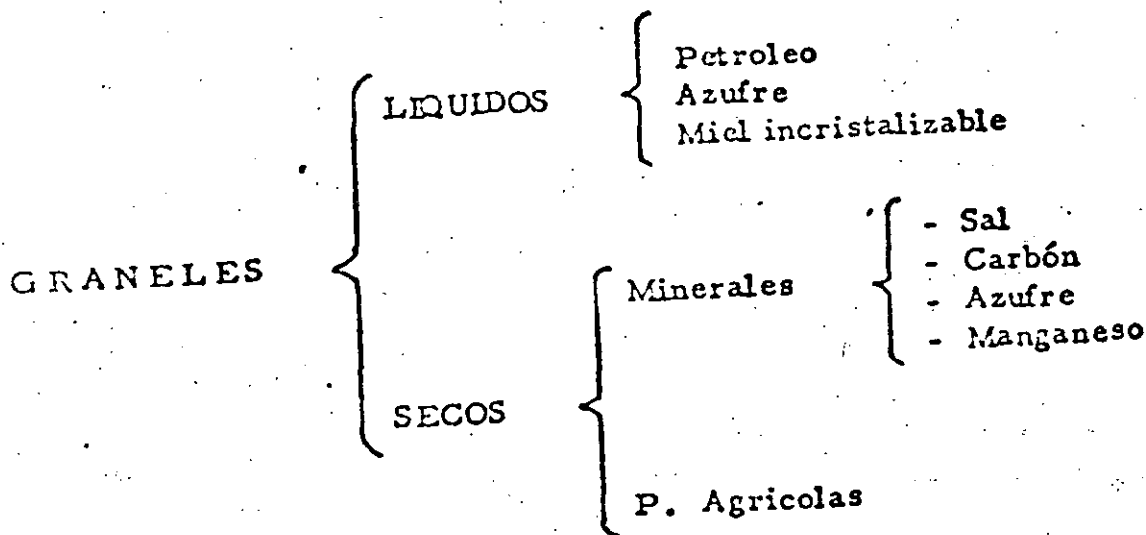 GRANELES
LIQUIDOS
Petroleo
Azufre
Miel incristalizable
SECOS
Minerales
- Sal
- Carbón
- Azufre
- Manganeso
P. Agricolas